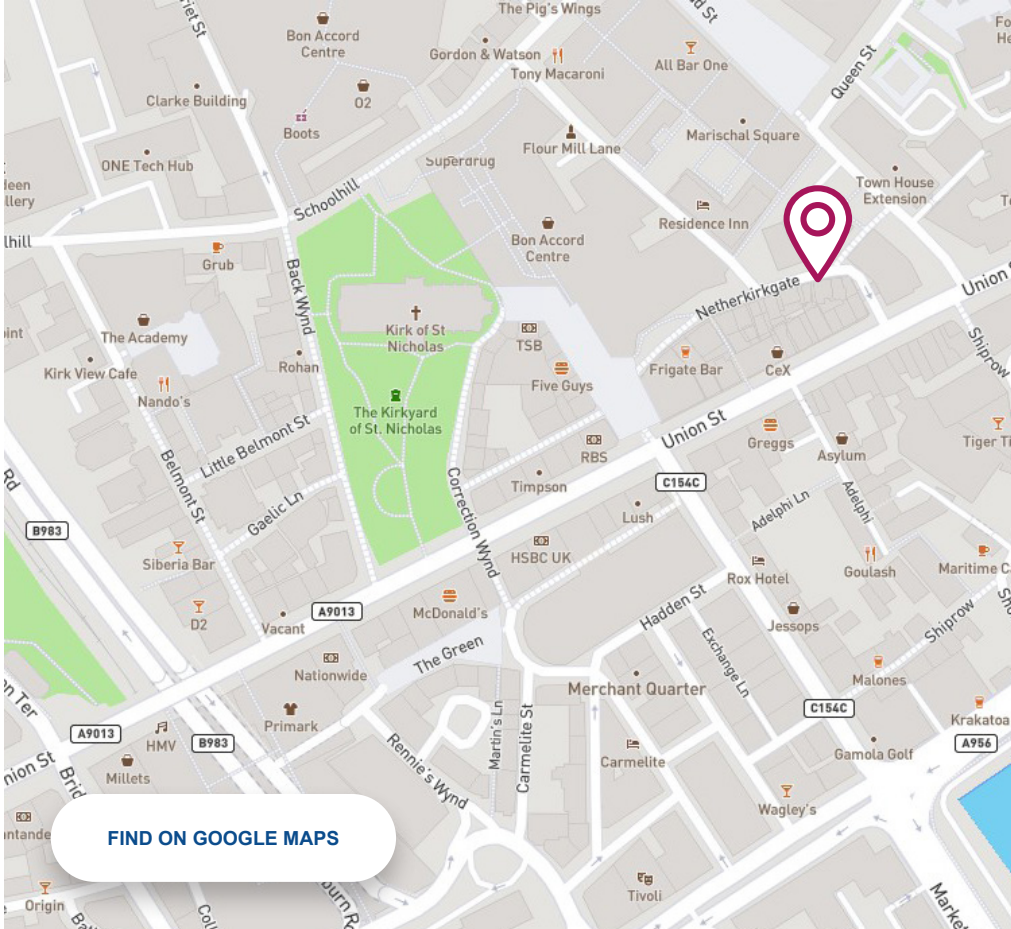 The Pig's Wings
Bon Accord
Centre
Gordon & Watson
Tony Macaroni
All Bar One
Queen St
Clarke Building
O2
Boots
Marischal Square
Flour Mill Lane
ONE Tech Hub
Superdrug
Town House
Extension
Schoolhill
Residence Inn
Grub
Bon Accord
Centre
Union
Back Wynd
Netherkirkgate
Kirk of St
Nicholas
The Academy
TSB
Shiprow
Kirk View Cafe
Rohan
Frigate Bar
CeX
Five Guys
Nando's
The Kirkyard
of St. Nicholas
Union St
Greggs
Little Belmont St
RBS
Asylum
Belmont St
Timpson
C154C
Correction Wynd
Adelphi Ln
Adelphi
Gaelic Ln
Lush
Rd
B983
HSBC UK
Siberia Bar
Rox Hotel
Goulash
A9013
McDonald's
Hadden St
D2
Vacant
Jessops
Shiprow
The Green
Exchange Ln
Nationwide
Merchant Quarter
Malones
C154C
Primark
Martin's Ln
Carmelite St
Krakatoa
A9013
HMV
B983
Rennie's Wynd
A956
Gamola Golf
Carmelite
Millets
Wagley's
FIND ON GOOGLE MAPS
Tivoli
Origin
Market